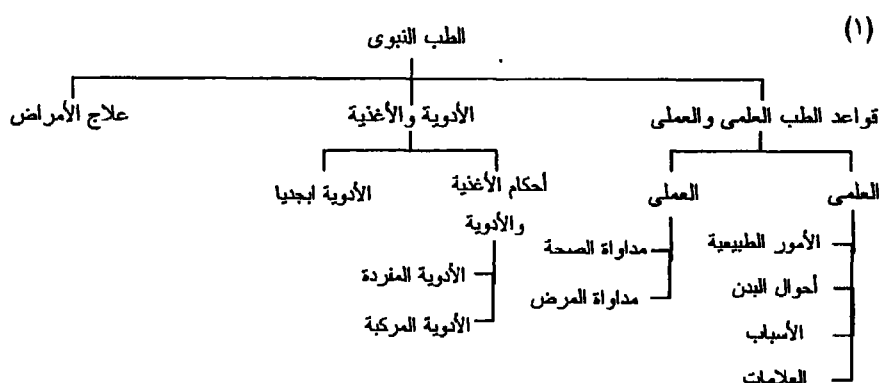 (١)
الطب النبوى
قواعد الطب العلمى والعملى
الأدوية والأغذية
علاج الأمراض
العلمى
العملى
أحكام الأغذية
والأدوية
الأدوية ابجديا
الأمور الطبيعية
أحوال البدن
الأسباب
العلامات
مداواة الصحة
مداواة المرض
الأدوية المفردة
الأدوية المركبة